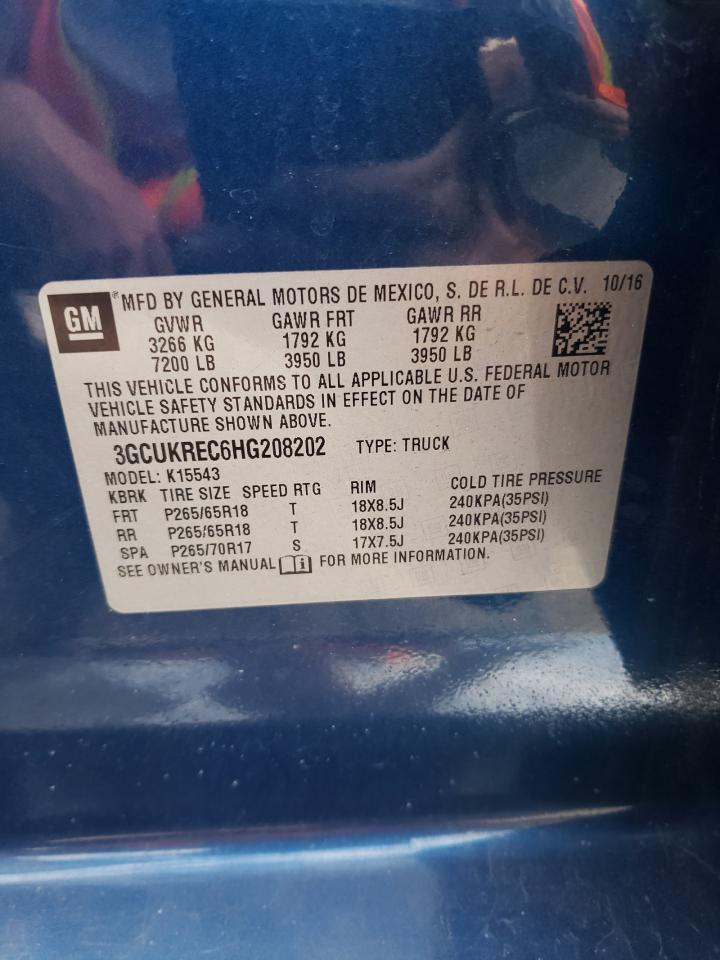 GM ® MFD BY GENERAL MOTORS DE MEXICO, S. DE R.L. DE C.V. 10/16
GVWR GAWR FRT GAWR RR
3266 KG 1792 KG 1792 KG
7200 LB 3950 LB 3950 LB
THIS VEHICLE CONFORMS TO ALL APPLICABLE U.S. FEDERAL MOTOR
VEHICLE SAFETY STANDARDS IN EFFECT ON THE DATE OF
MANUFACTURE SHOWN ABOVE.
3GCUKREC6HG208202 TYPE: TRUCK
MODEL: K15543
KBRK TIRE SIZE SPEED RTG RIM COLD TIRE PRESSURE
FRT P265/65R18 T 18X8.5J 240KPA(35PSI)
RR P265/65R18 T 18X8.5J 240KPA(35PSI)
SPA P265/70R17 S 17X7.5J 240KPA(35PSI)
SEE OWNER'S MANUAL i FOR MORE INFORMATION.